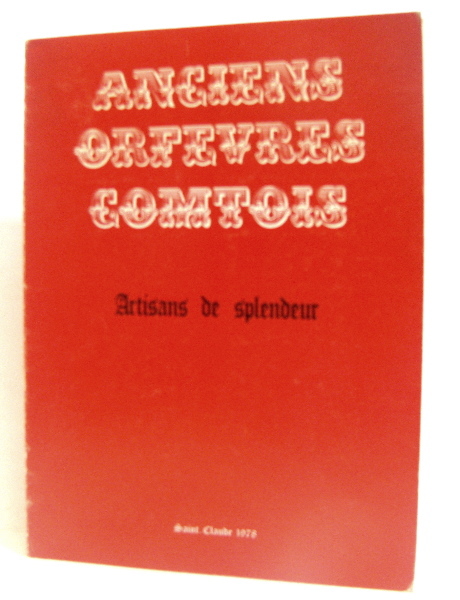 ANCIENS
ORFEVRES
COMTOIS
Artisans de splendeur
Saint-Claude 1978